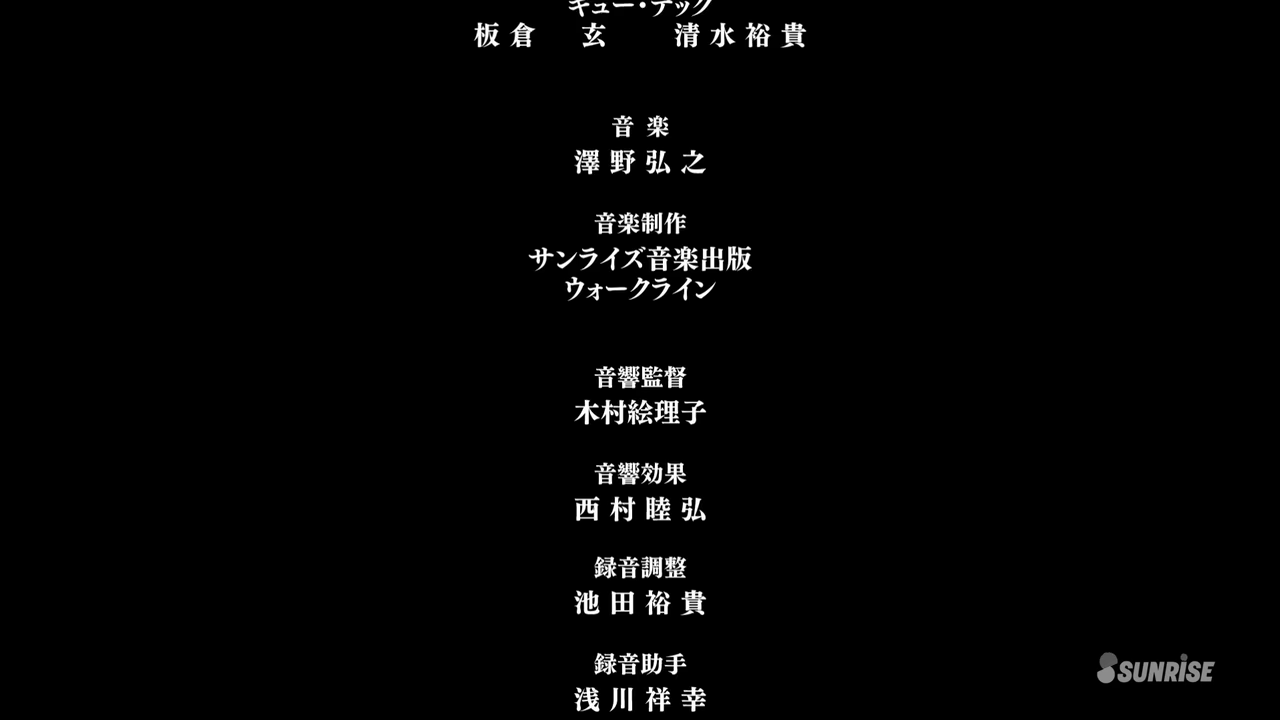 キュー・テック
板倉 玄 清水裕貴
音楽
澤野弘之
音楽制作
サンライズ音楽出版
ウォークライン
音響監督
木村絵理子
音響効果
西村睦弘
録音調整
池田裕貴
録音助手
浅川祥幸
SUNRISE